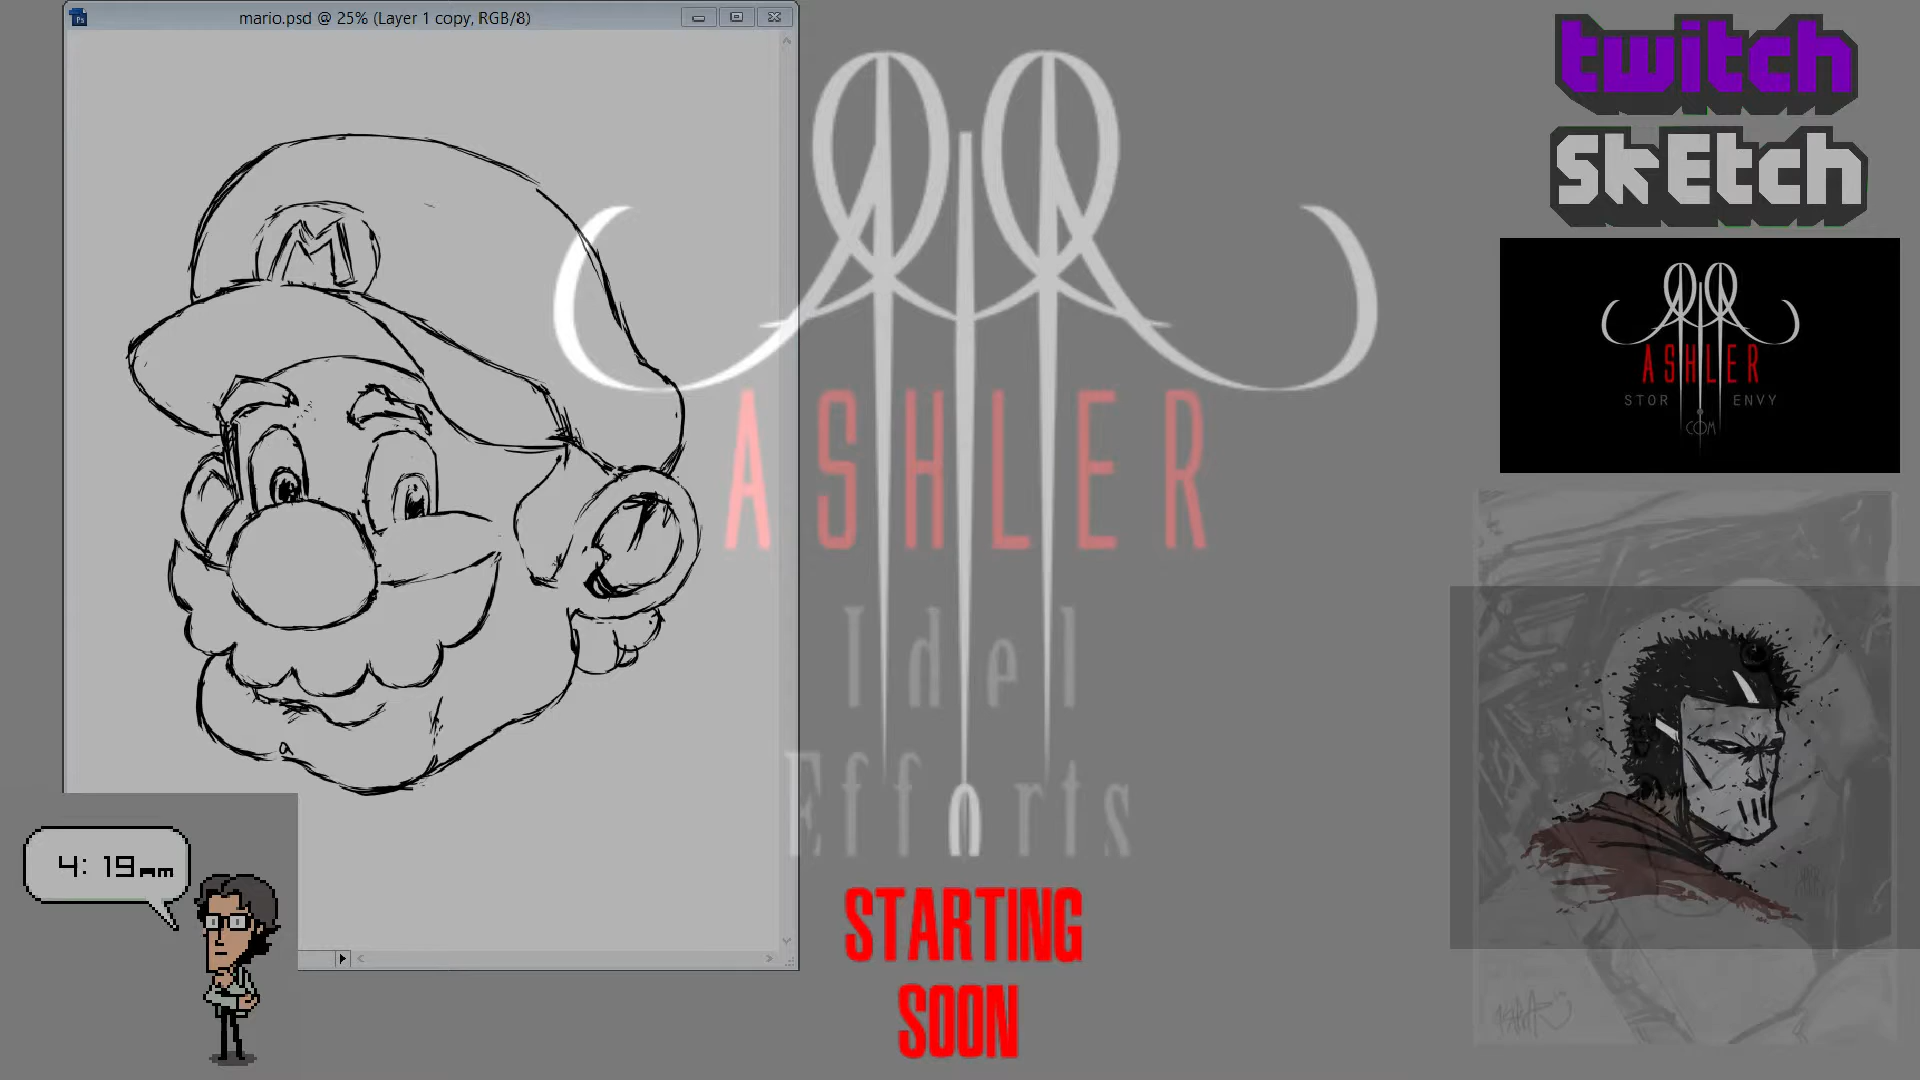 mario.psd @ 25% (Layer 1 copy, RGB/8)
M
4: 19am
ASHLER
Idel
Efforts
STARTING
SOON
twitch
SkEtch
ASHLER
STOR ENVY
COM